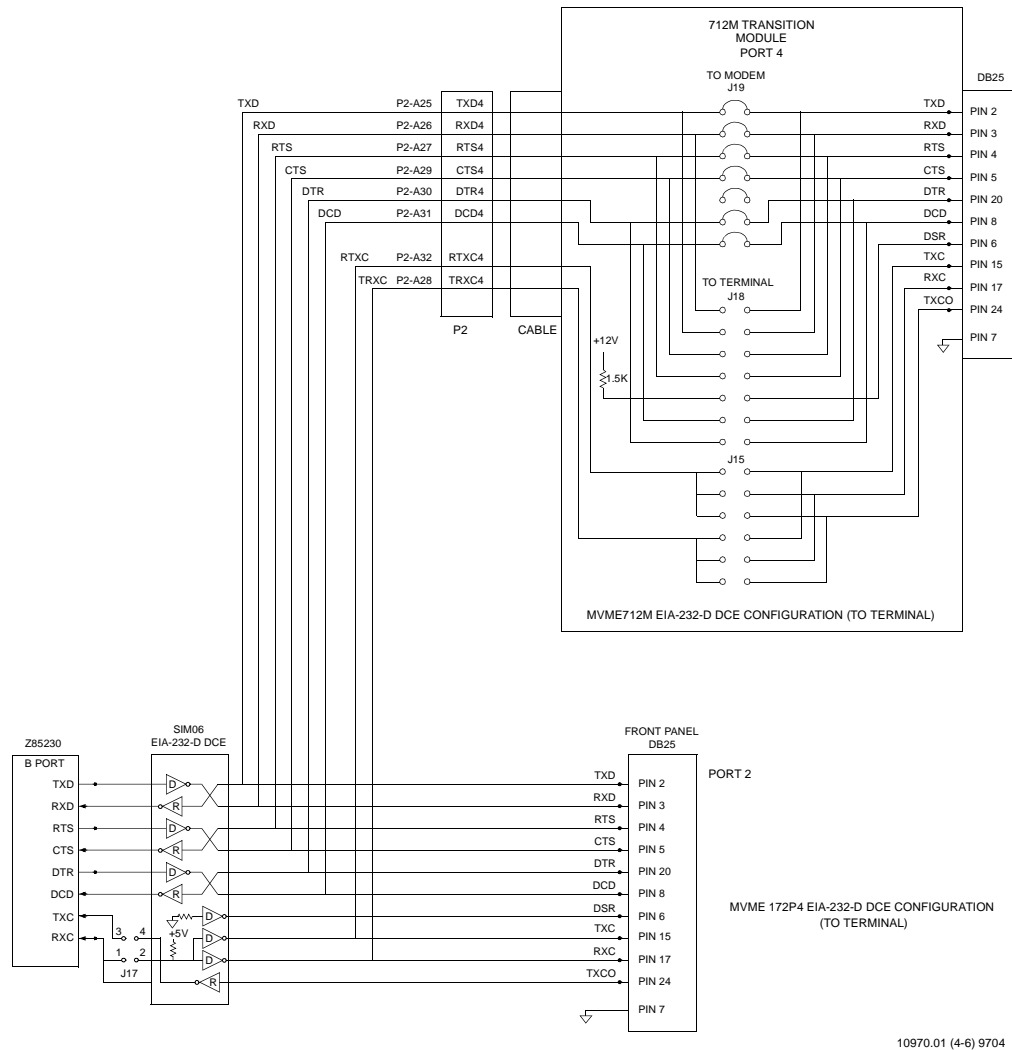 712M TRANSITION
MODULE
PORT 4
TO MODEM
J19
DB25
TXD P2-A25 TXD4 TXD PIN 2
RXD P2-A26 RXD4 RXD PIN 3
RTS P2-A27 RTS4 RTS PIN 4
CTS P2-A29 CTS4 CTS PIN 5
DTR P2-A30 DTR4 DTR PIN 20
DCD P2-A31 DCD4 DCD PIN 8
DSR PIN 6
RTXC P2-A32 RTXC4 TXC PIN 15
TRXC P2-A28 TRXC4 RXC PIN 17
TO TERMINAL
J18
TXCO PIN 24
P2 CABLE
+12V
PIN 7
1.5K
J15
MVME712M EIA-232-D DCE CONFIGURATION (TO TERMINAL)
SIM06
EIA-232-D DCE
FRONT PANEL
DB25
Z85230
B PORT
PORT 2
TXD D TXD PIN 2
RXD R RXD PIN 3
RTS D RTS PIN 4
CTS R CTS PIN 5
DTR D DTR PIN 20
DCD R DCD PIN 8
TXC D DSR PIN 6
+5V
RXC 3 4 D TXC PIN 15
1 2 D RXC PIN 17
J17 R TXCO PIN 24
PIN 7
MVME 172P4 EIA-232-D DCE CONFIGURATION
(TO TERMINAL)
10970.01 (4-6) 9704